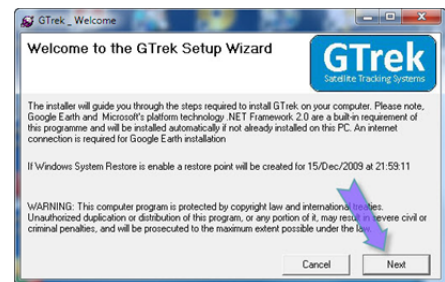 GTrek _ Welcome
Welcome to the GTrek Setup Wizard
GTrek
Satellite Tracking Systems
The installer will guide you through the steps required to install GTrek on your computer. Please note,
Google Earth and Microsoft's platform technology .NET Framework 2.0 are a built-in requirement of
this programme and will be installed automatically if not already installed on this PC. An internet
connection is required for Google Earth installation
If Windows System Restore is enable a restore point will be created for 15/Dec/2009 at 21:59:11
WARNING: This computer program is protected by copyright law and international treaties.
Unauthorized duplication or distribution of this program, or any portion of it, may result in severe civil or
criminal penalties, and will be prosecuted to the maximum extent possible under the law.
Cancel
Next